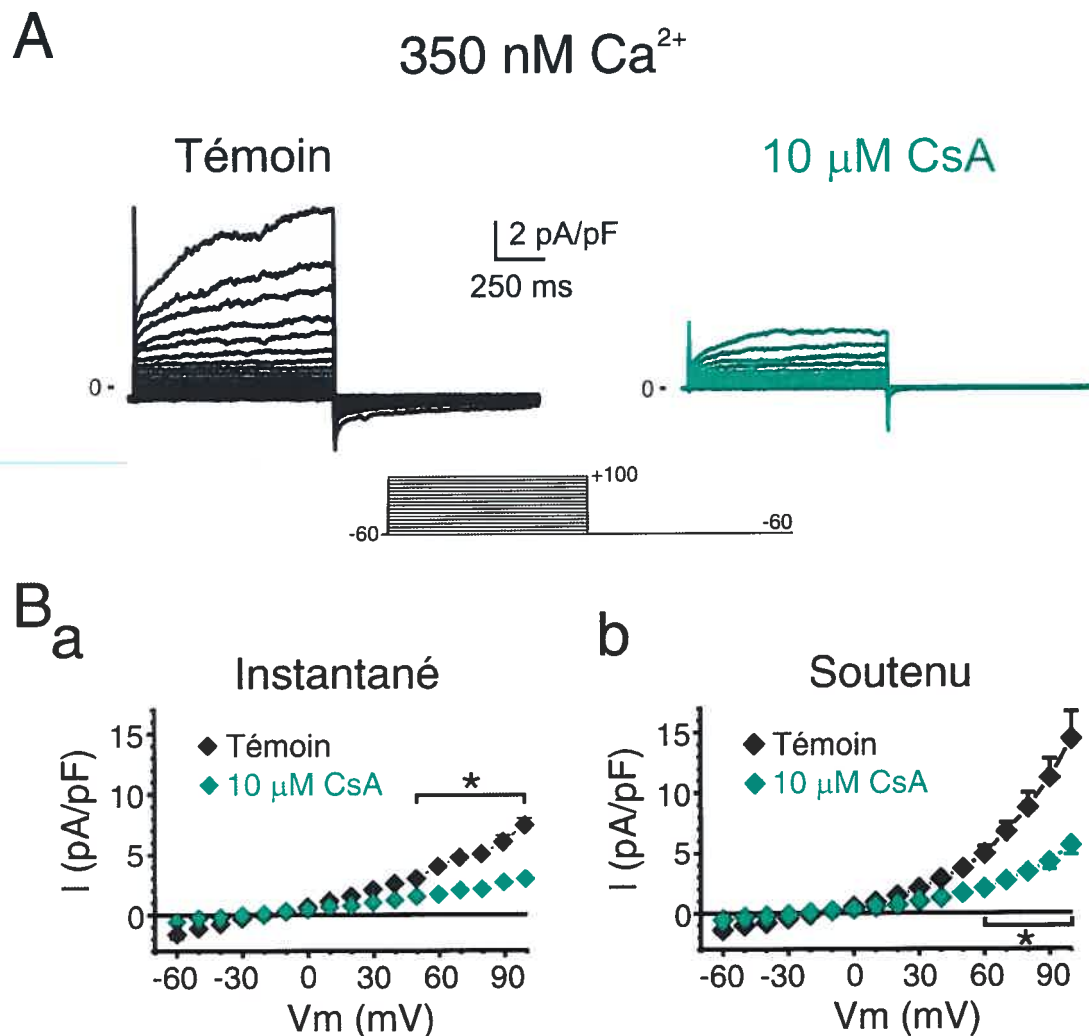 A
350 nM Ca²⁺
Témoin
10 μM CsA
2 pA/pF
250 ms
0 -
0 -
+100
-60
-60
B
a
Instantané
Témoin
10 μM CsA
*
I (pA/pF)
15
10
5
0
-60 -30 0 30 60 90
Vm (mV)
b
Soutenu
Témoin
10 μM CsA
*
I (pA/pF)
15
10
5
0
-60 -30 0 30 60 90
Vm (mV)